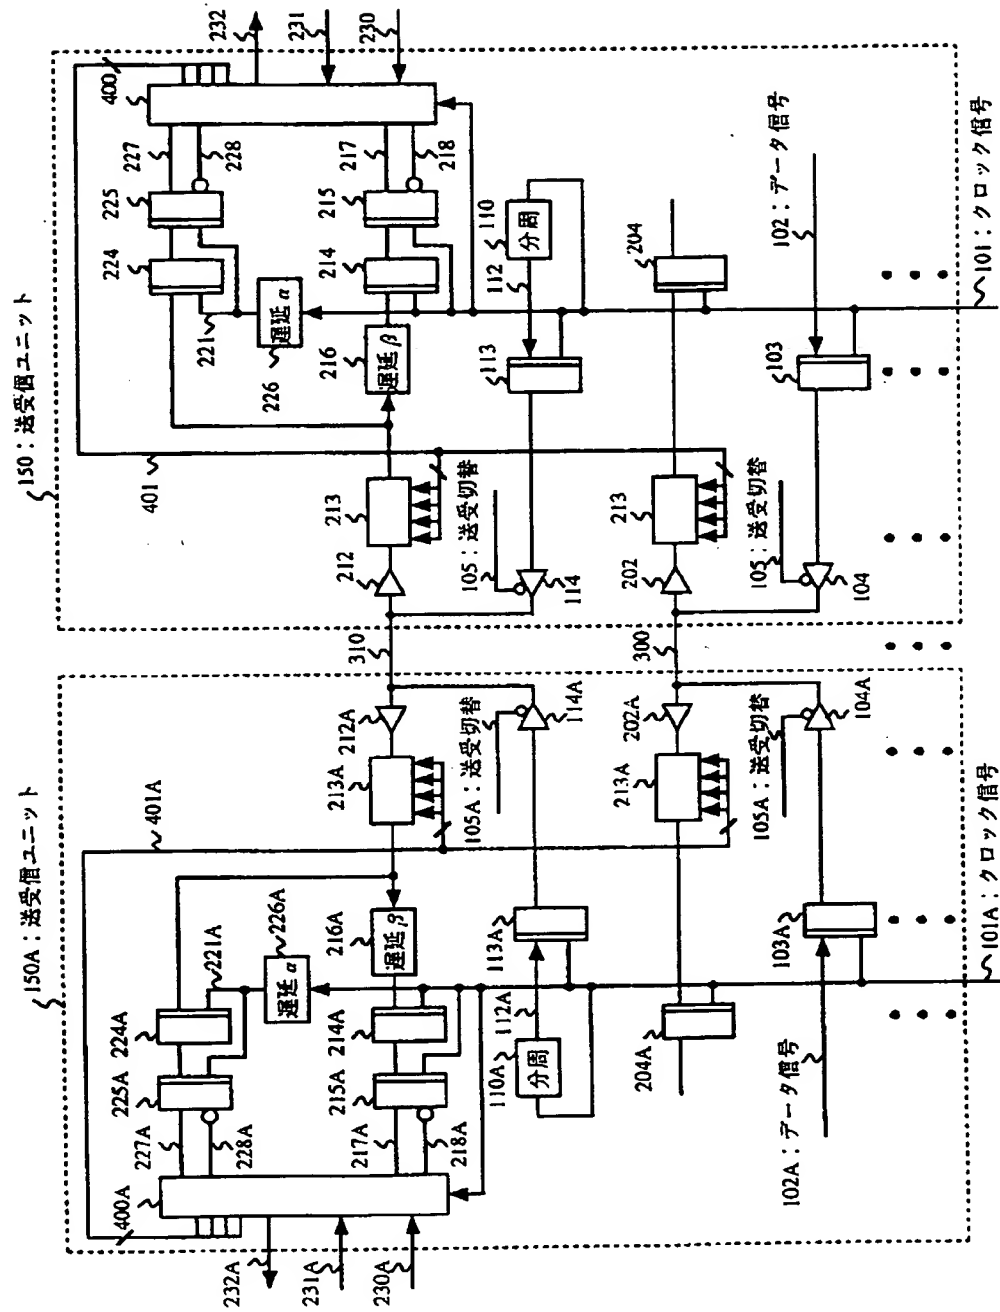 150：送受信ユニット
400
232
231
230
227
228
225
224
221
遅延α
226
217
218
215
214
216
遅延β
401
213
212
110
分周
112
113
105：送受切替
114
310
204
213
202
105：送受切替
104
300
102：データ信号
103
101：クロック信号
150A：送受信ユニット
401A
212A
213A
105A：送受切替
114A
202A
213A
105A：送受切替
104A
226A
遅延α
221A
224A
225A
227A
228A
216A
遅延β
214A
215A
217A
218A
400A
232A
231A
230A
113A
112A
110A
分周
204A
103A
102A：データ信号
101A：クロック信号